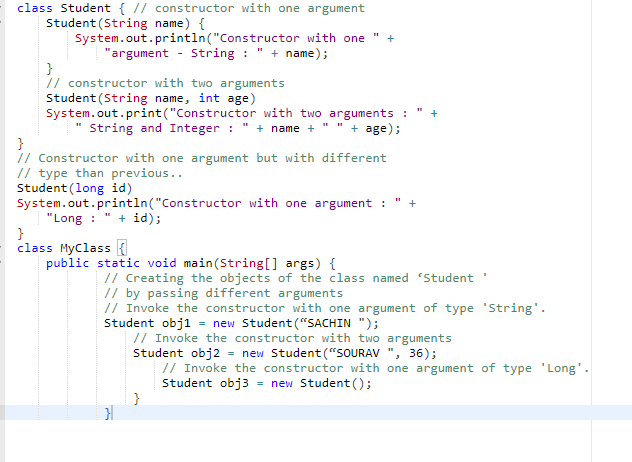 class Student { // constructor with one argument
Student(String name) {
System.out.println("Constructor with one " +
"argument - String : " + name);
}
// constructor with two arguments
Student(String name, int age)
System.out.print("Constructor with two arguments : " +
" String and Integer : " + name + " " + age);
}
// Constructor with one argument but with different
// type than previous..
Student(long id)
System.out.println("Constructor with one argument : " +
"Long : " + id);
}
class MyClass {
public static void main(String[] args) {
// Creating the objects of the class named ‘Student '
// by passing different arguments
// Invoke the constructor with one argument of type 'String'.
Student obj1 = new Student(“SACHIN ");
// Invoke the constructor with two arguments
Student obj2 = new Student(“SOURAV ", 36);
// Invoke the constructor with one argument of type 'Long'.
Student obj3 = new Student();
}
}